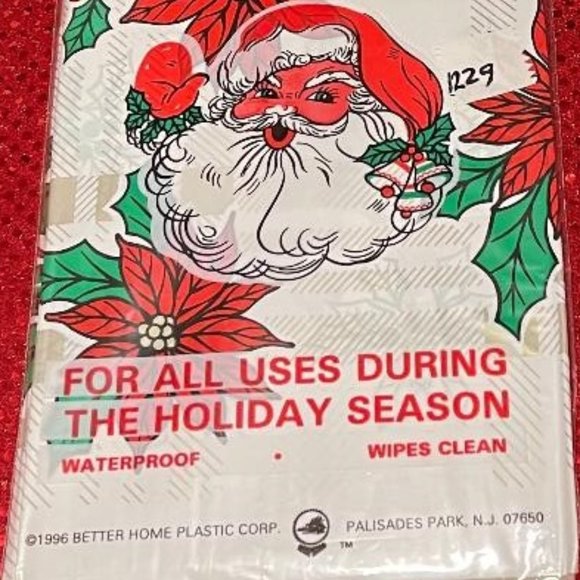 1229
FOR ALL USES DURING
THE HOLIDAY SEASON
WATERPROOF • WIPES CLEAN
©1996 BETTER HOME PLASTIC CORP. TM PALISADES PARK, N.J. 07650